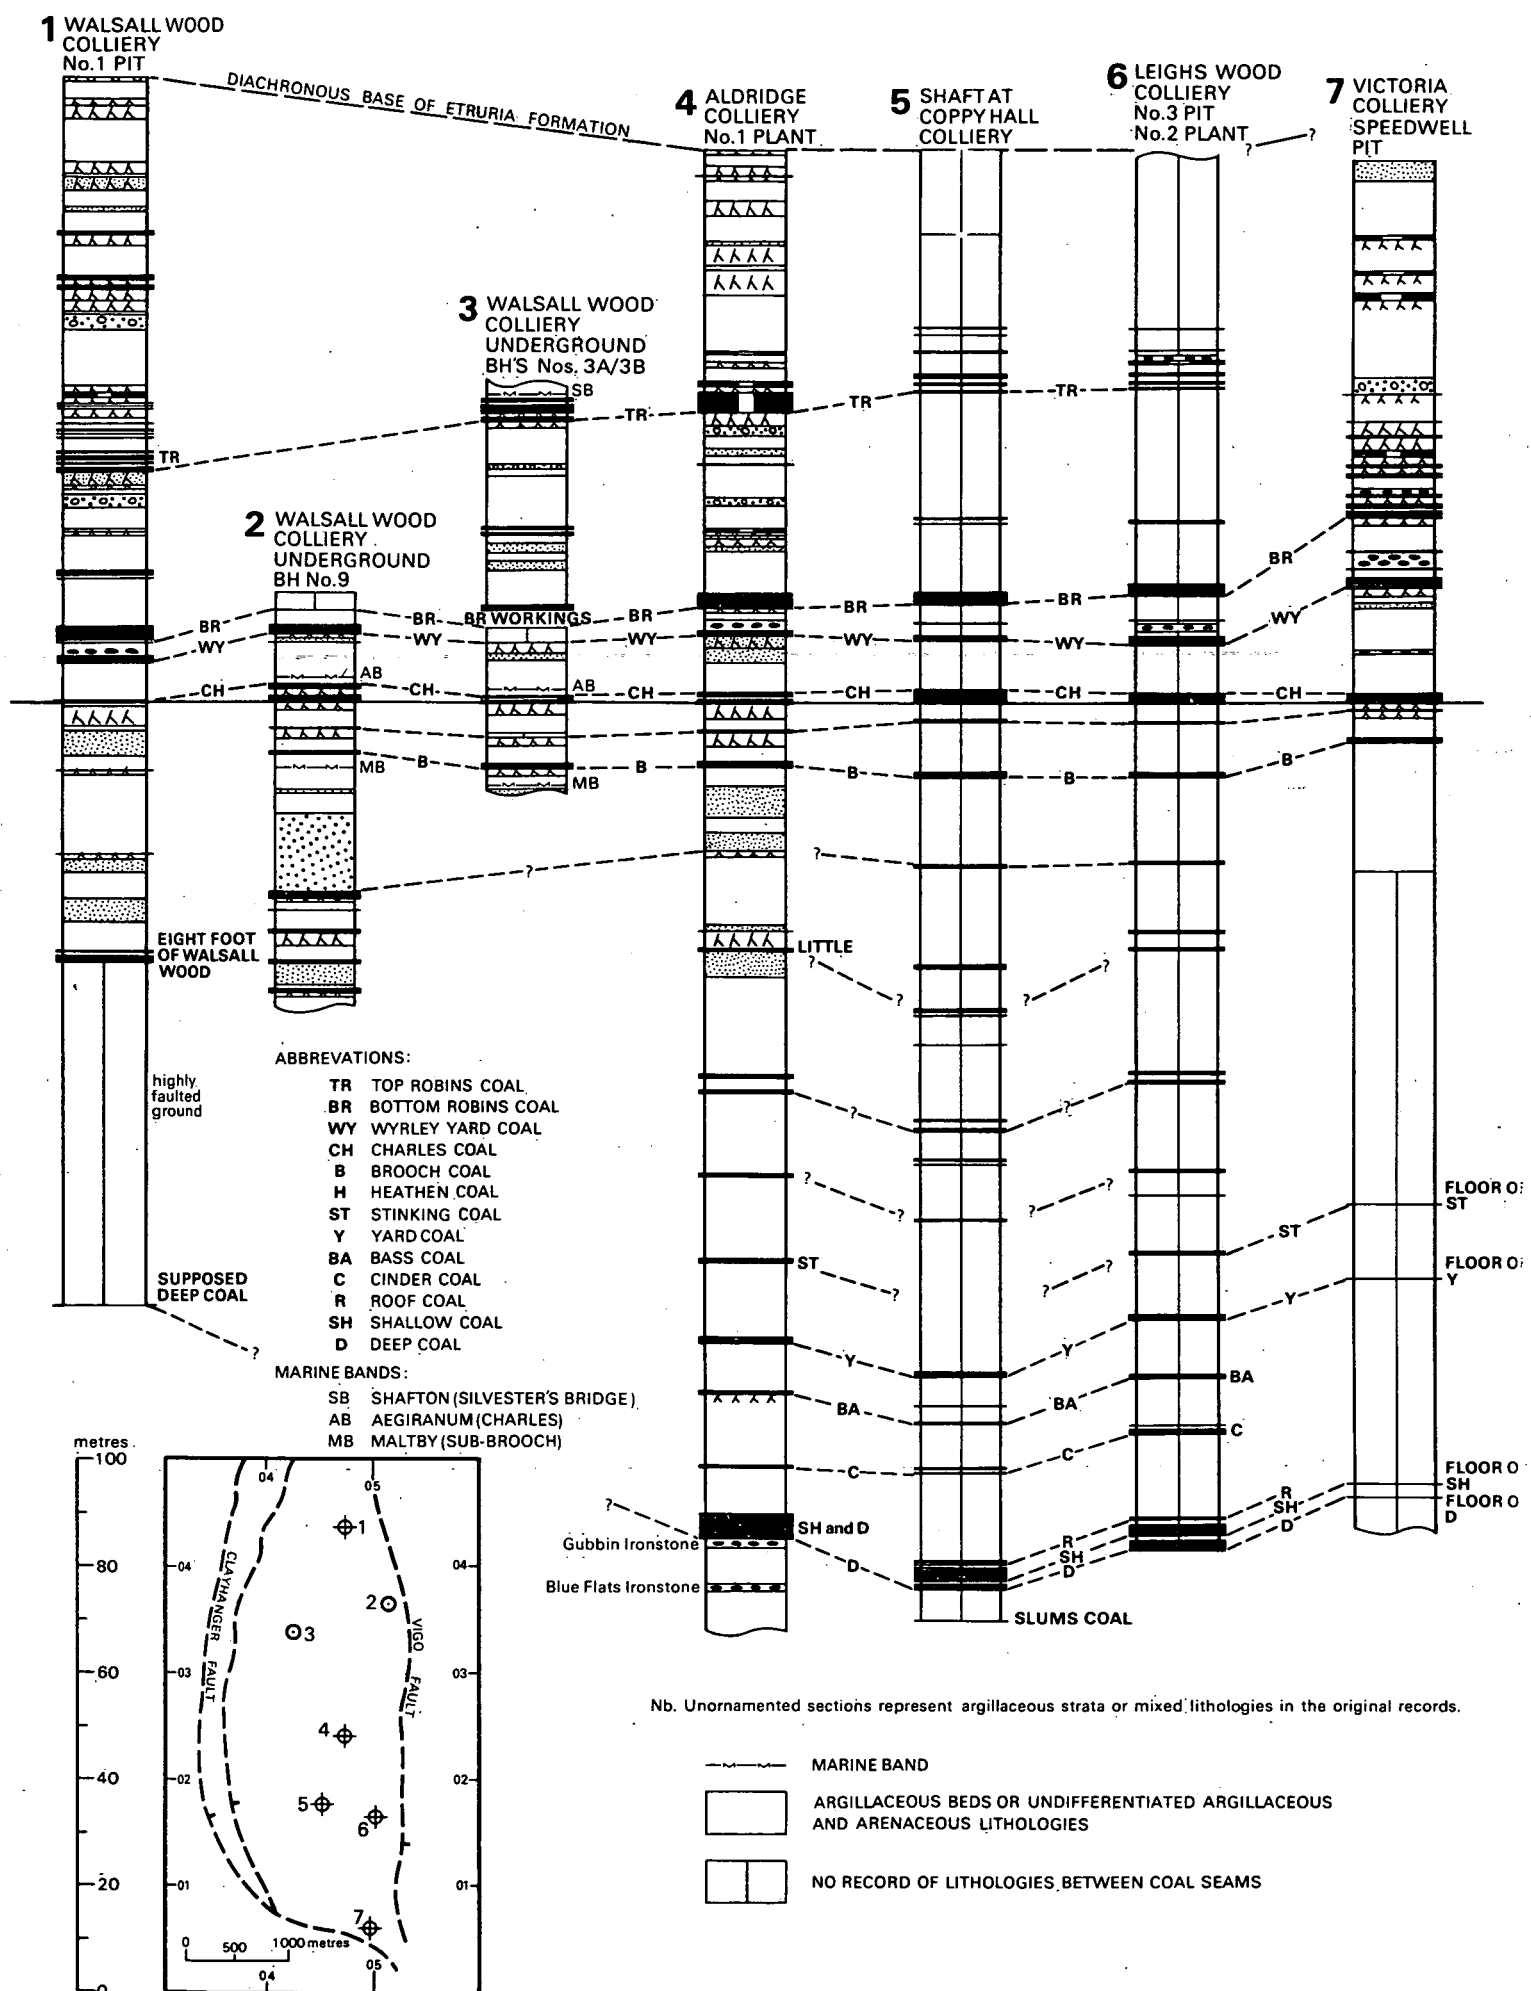 1 WALSALL WOOD
COLLIERY
No.1 PIT
DIACHRONOUS BASE OF ETRURIA FORMATION
4 ALDRIDGE
COLLIERY
No.1 PLANT
5 SHAFT AT
COPPY HALL
COLLIERY
6 LEIGHS WOOD
COLLIERY
No.3 PIT
No.2 PLANT
?
?
7 VICTORIA
COLLIERY
SPEEDWELL
PIT
3 WALSALL WOOD
COLLIERY
UNDERGROUND
BH'S Nos. 3A/3B
SB
TR
TR
TR
TR
2 WALSALL WOOD
COLLIERY
UNDERGROUND
BH No.9
BR
BR
BR WORKINGS
BR
BR
BR
BR
WY
WY
WY
WY
WY
WY
AB
AB
CH
CH
CH
CH
CH
CH
B
B
B
B
B
MB
MB
?
?
EIGHT FOOT
OF WALSALL
WOOD
LITTLE
?
?
?
?
highly
faulted
ground
?
?
?
?
?
?
ST
?
?
?
FLOOR O
ST
ST
FLOOR O
Y
Y
Y
Y
BA
BA
BA
C
C
C
SUPPOSED
DEEP COAL
?
ABBREVATIONS:
TR TOP ROBINS COAL
BR BOTTOM ROBINS COAL
WY WYRLEY YARD COAL
CH CHARLES COAL
B BROOCH COAL
H HEATHEN COAL
ST STINKING COAL
Y YARD COAL
BA BASS COAL
C CINDER COAL
R ROOF COAL
SH SHALLOW COAL
D DEEP COAL
MARINE BANDS:
SB SHAFTON (SILVESTER'S BRIDGE)
AB AEGIRANUM (CHARLES)
MB MALTBY (SUB-BROOCH)
?
SH and D
Gubbin Ironstone
Blue Flats Ironstone
D
R
SH
D
R
SH
D
FLOOR O
SH
FLOOR O
D
SLUMS COAL
metres
100
80
60
40
20
0
04
05
1
04
04
2
3
CLAYHANGER FAULT
VIGO FAULT
03
03
4
02
02
5
6
01
01
7
0 500 1000 metres
04
05
Nb. Unornamented sections represent argillaceous strata or mixed lithologies in the original records.
MARINE BAND
ARGILLACEOUS BEDS OR UNDIFFERENTIATED ARGILLACEOUS
AND ARENACEOUS LITHOLOGIES
NO RECORD OF LITHOLOGIES BETWEEN COAL SEAMS